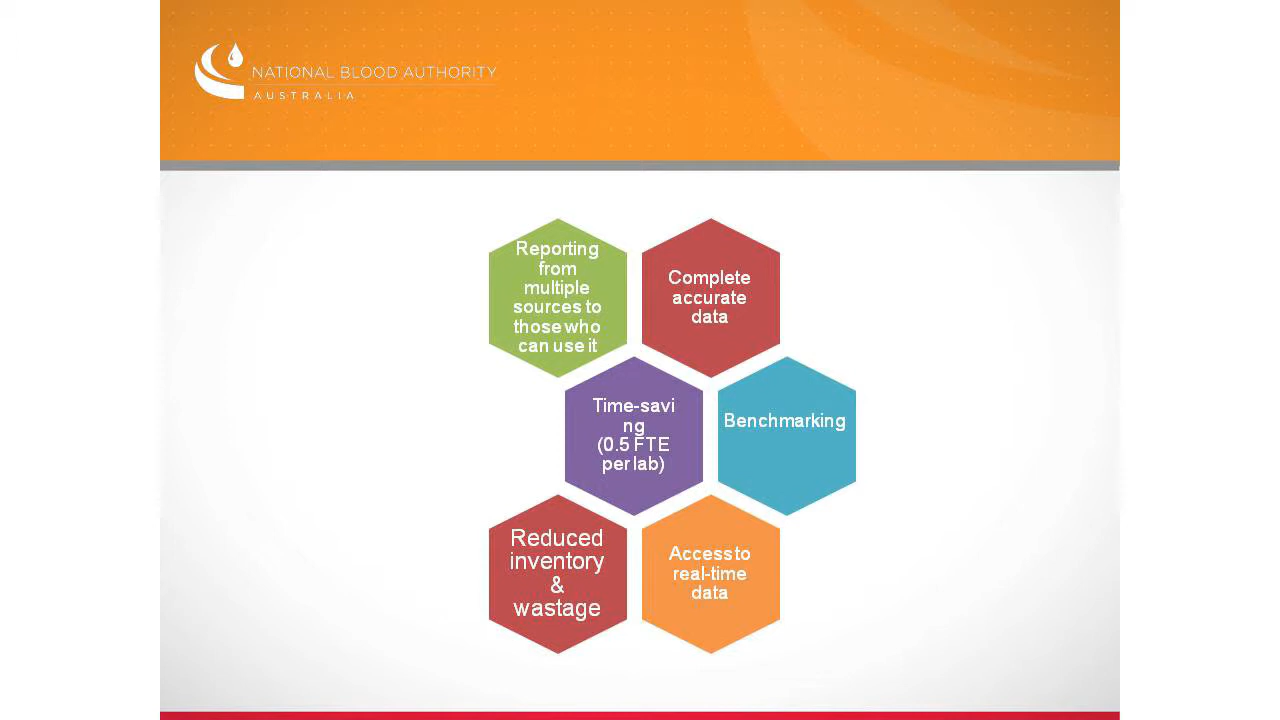 NATIONAL BLOOD AUTHORITY
AUSTRALIA
Reporting
from
multiple
sources to
those who
can use it
Complete
accurate
data
Time-savi
ng
(0.5 FTE
per lab)
Benchmarking
Reduced
inventory
&
wastage
Access to
real-time
data